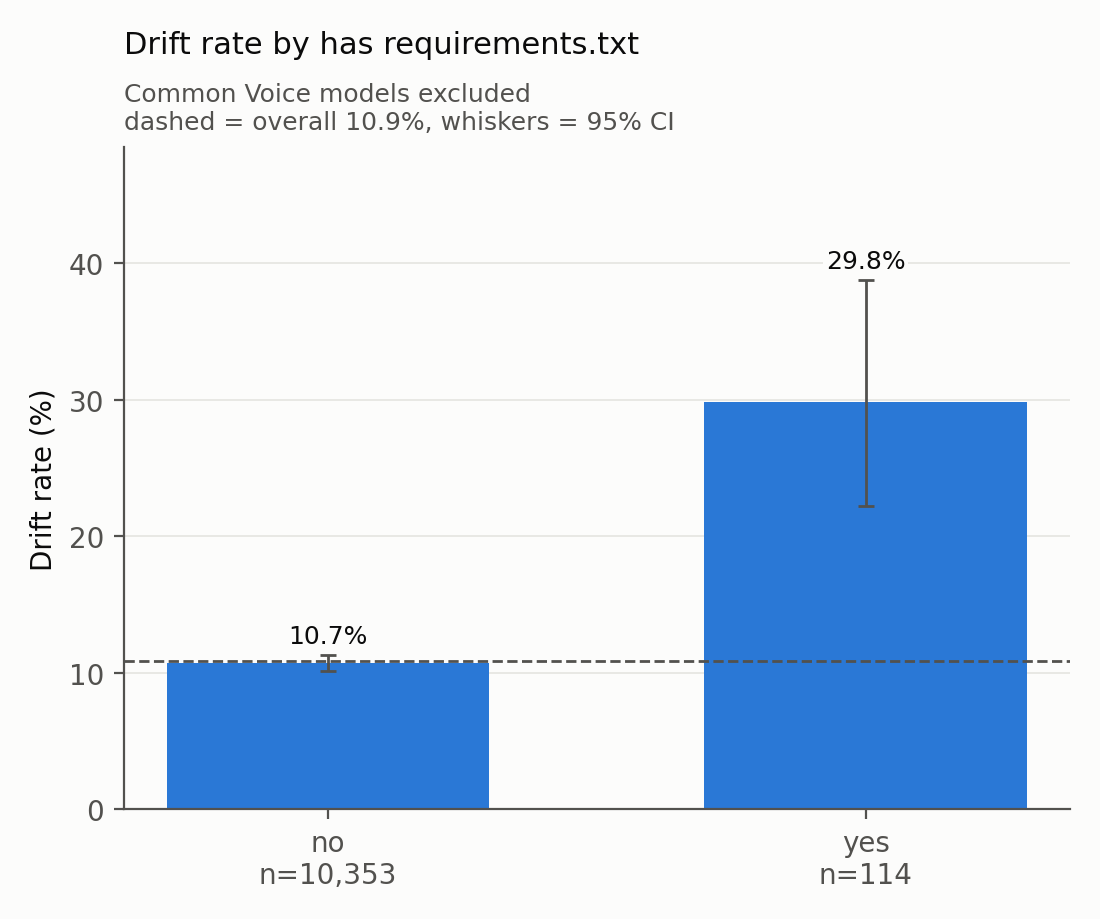 Drift rate by has requirements.txt
Common Voice models excluded
dashed = overall 10.9%, whiskers = 95% CI
Drift rate (%)
40
30
20
10
0
29.8%
10.7%
no
n=10,353
yes
n=114